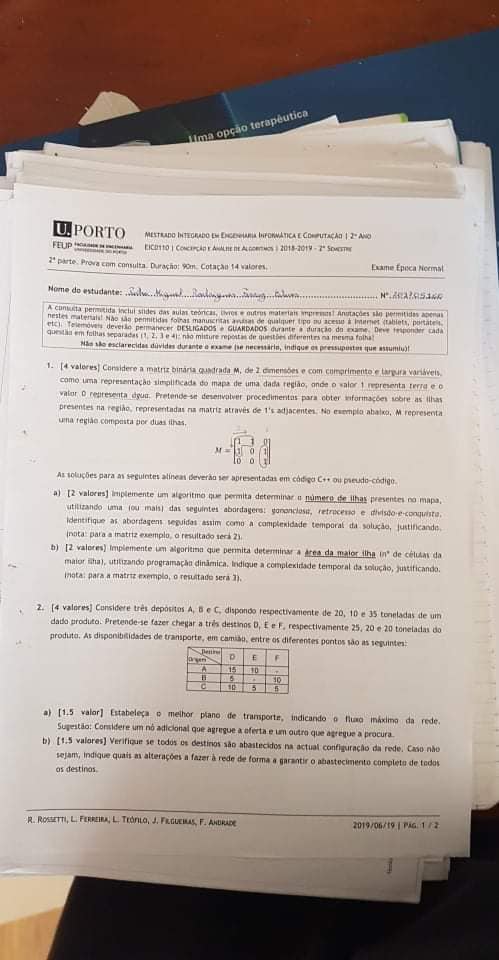 Uma opção terapêutica
U. PORTO
FEUP FACULDADE DE ENGENHARIA
UNIVERSIDADE DO PORTO
MESTRADO INTEGRADO EM ENGENHARIA INFORMÁTICA E COMPUTAÇÃO | 2º ANO
EIC0110 | CONCEPÇÃO E ANÁLISE DE ALGORITMOS | 2018-2019 - 2º SEMESTRE
2ª parte. Prova com consulta. Duração: 90m. Cotação 14 valores.
Exame Época Normal
Nome do estudante: Miguel
Nº
A consulta permitida inclui slides das aulas teóricas, livros e outros materiais impressos! Anotações são permitidas apenas
nestes materiais! Não são permitidas folhas manuscritas avulsas de qualquer tipo ou acesso à Internet (tablets, portáteis,
etc). Telemóveis deverão permanecer DESLIGADOS e GUARDADOS durante a duração do exame. Deve responder cada
questão em folhas separadas (1, 2, 3 e 4); não misture repostas de questões diferentes na mesma folha!
Não são esclarecidas dúvidas durante o exame (se necessário, indique os pressupostos que assumiu)!
1. [4 valores] Considere a matriz binária quadrada M, de 2 dimensões e com comprimento e largura variáveis,
como uma representação simplificada do mapa de uma dada região, onde o valor 1 representa terra e o
valor 0 representa água. Pretende-se desenvolver procedimentos para obter informações sobre as ilhas
presentes na região, representadas na matriz através de 1's adjacentes. No exemplo abaixo, M representa
uma região composta por duas ilhas.
M =
1 1 0
1 0 1
0 0 1
As soluções para as seguintes alíneas deverão ser apresentadas em código C++ ou pseudo-código.
a) [2 valores] Implemente um algoritmo que permita determinar o número de ilhas presentes no mapa,
utilizando uma (ou mais) das seguintes abordagens: gananciosa, retrocesso e divisão-e-conquista.
Identifique as abordagens seguidas assim como a complexidade temporal da solução, justificando.
(nota: para a matriz exemplo, o resultado será 2).
b) [2 valores] Implemente um algoritmo que permita determinar a área da maior ilha (nº de células da
maior ilha), utilizando programação dinâmica. Indique a complexidade temporal da solução, justificando.
(nota: para a matriz exemplo, o resultado será 3).
2. [4 valores] Considere três depósitos A, B e C, dispondo respectivamente de 20, 10 e 35 toneladas de um
dado produto. Pretende-se fazer chegar a três destinos D, E e F, respectivamente 25, 20 e 20 toneladas do
produto. As disponibilidades de transporte, em camião, entre os diferentes pontos são as seguintes:
Destino
Origem D E F
A 15 10 -
B 5 - 10
C 10 5 5
a) [1.5 valor] Estabeleça o melhor plano de transporte, indicando o fluxo máximo da rede.
Sugestão: Considere um nó adicional que agregue a oferta e um outro que agregue a procura.
b) [1.5 valores] Verifique se todos os destinos são abastecidos na actual configuração da rede. Caso não
sejam, indique quais as alterações a fazer à rede de forma a garantir o abastecimento completo de todos
os destinos.
R. ROSSETTI, L. FERREIRA, L. TEÓFILO, J. FILGUEIRAS, F. ANDRADE
2019/06/19 | PÁG. 1 / 2